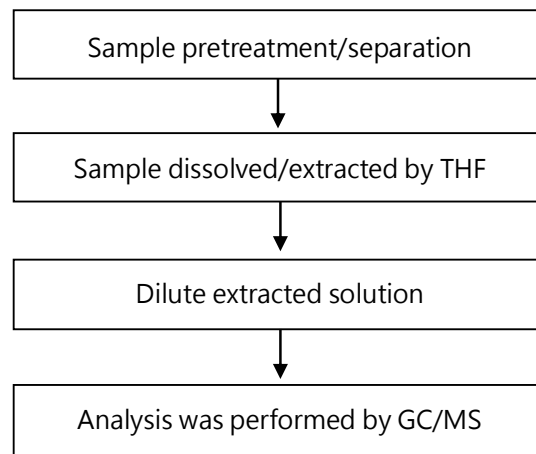 Sample pretreatment/separation
Sample dissolved/extracted by THF
Dilute extracted solution
Analysis was performed by GC/MS